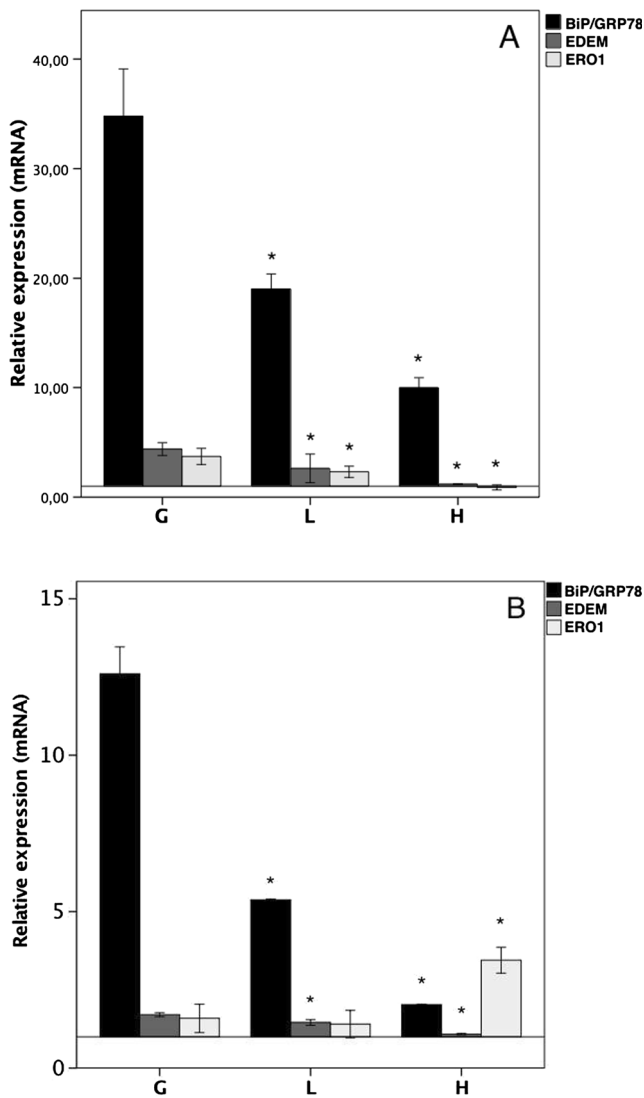 A
BiP/GRP78
EDEM
ERO1
Relative expression (mRNA)
40,00
30,00
20,00
10,00
0,00
*
*
*
*
*
*
G L H
B
BiP/GRP78
EDEM
ERO1
Relative expression (mRNA)
15
10
5
0
*
*
*
*
*
G L H